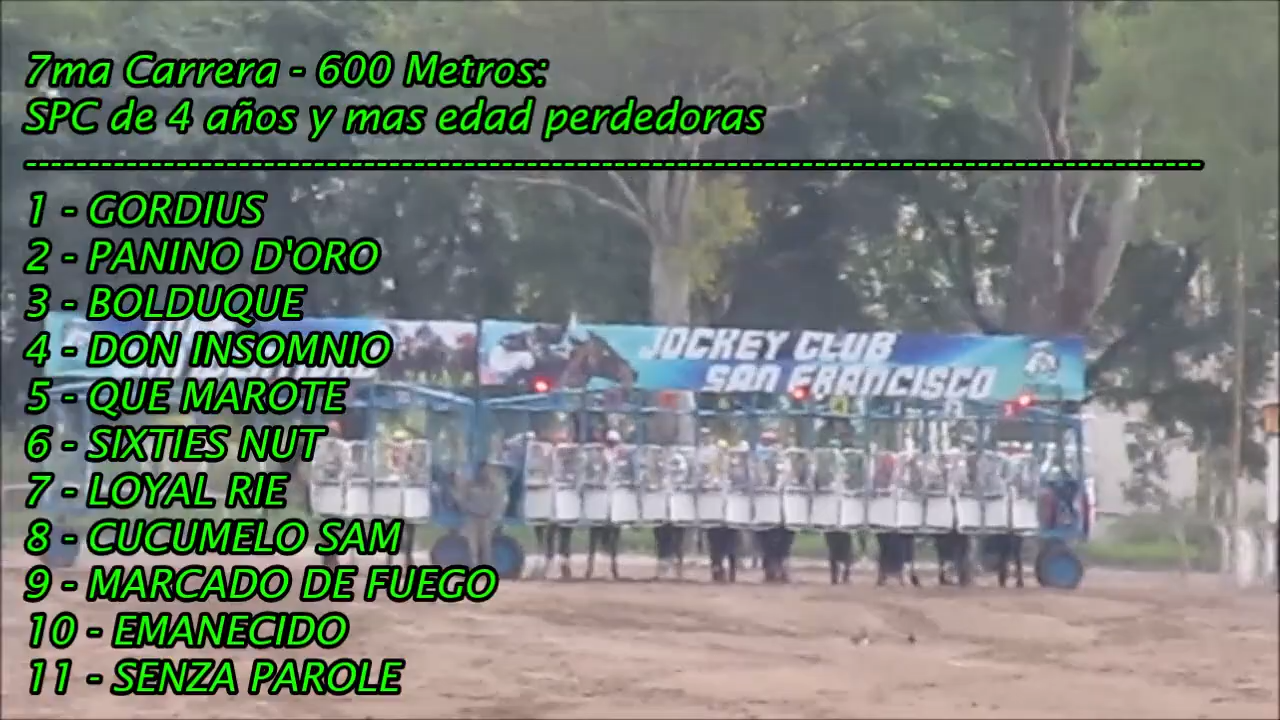 7ma Carrera - 600 Metros:
SPC de 4 años y mas edad perdedoras
1 - GORDIUS
2 - PANINO D'ORO
3 - BOLDUQUE
4 - DON INSOMNIO
5 - QUE MAROTE
6 - SIXTIES NUT
7 - LOYAL RIE
8 - CUCUMELO SAM
9 - MARCADO DE FUEGO
10 - EMANECIDO
11 - SENZA PAROLE
JOCKEY CLUB
SAN FRANCISCO